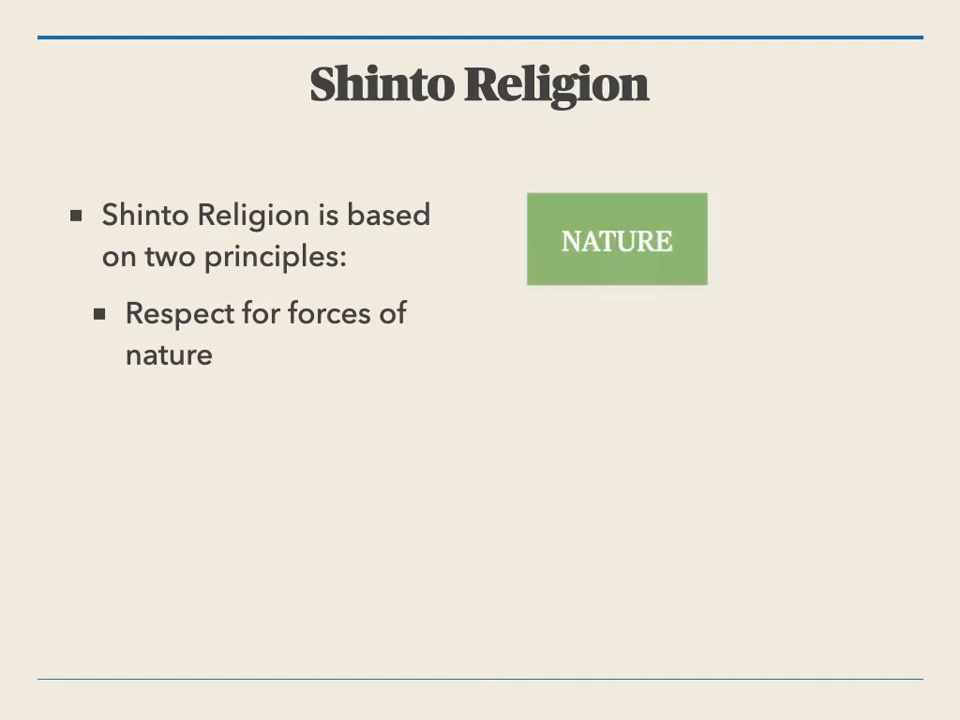 Shinto Religion
Shinto Religion is based
on two principles:
Respect for forces of
nature
NATURE